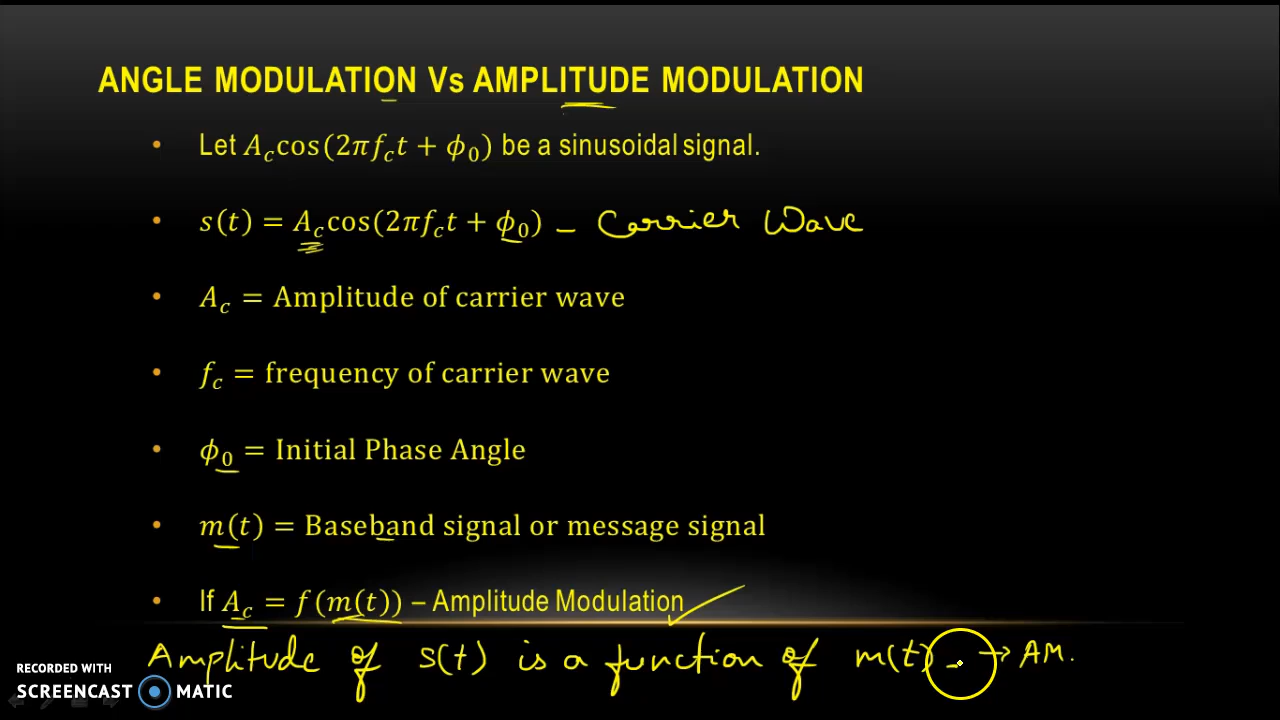 ANGLE MODULATION Vs AMPLITUDE MODULATION
• Let A_c cos(2πf_c t + ϕ_0) be a sinusoidal signal.
• s(t) = A_c cos(2πf_c t + ϕ_0) – Carrier Wave
• A_c = Amplitude of carrier wave
• f_c = frequency of carrier wave
• ϕ_0 = Initial Phase Angle
• m(t) = Baseband signal or message signal
• If A_c = f(m(t)) – Amplitude Modulation
Amplitude of s(t) is a function of m(t) – → AM.
RECORDED WITH
SCREENCAST MATIC